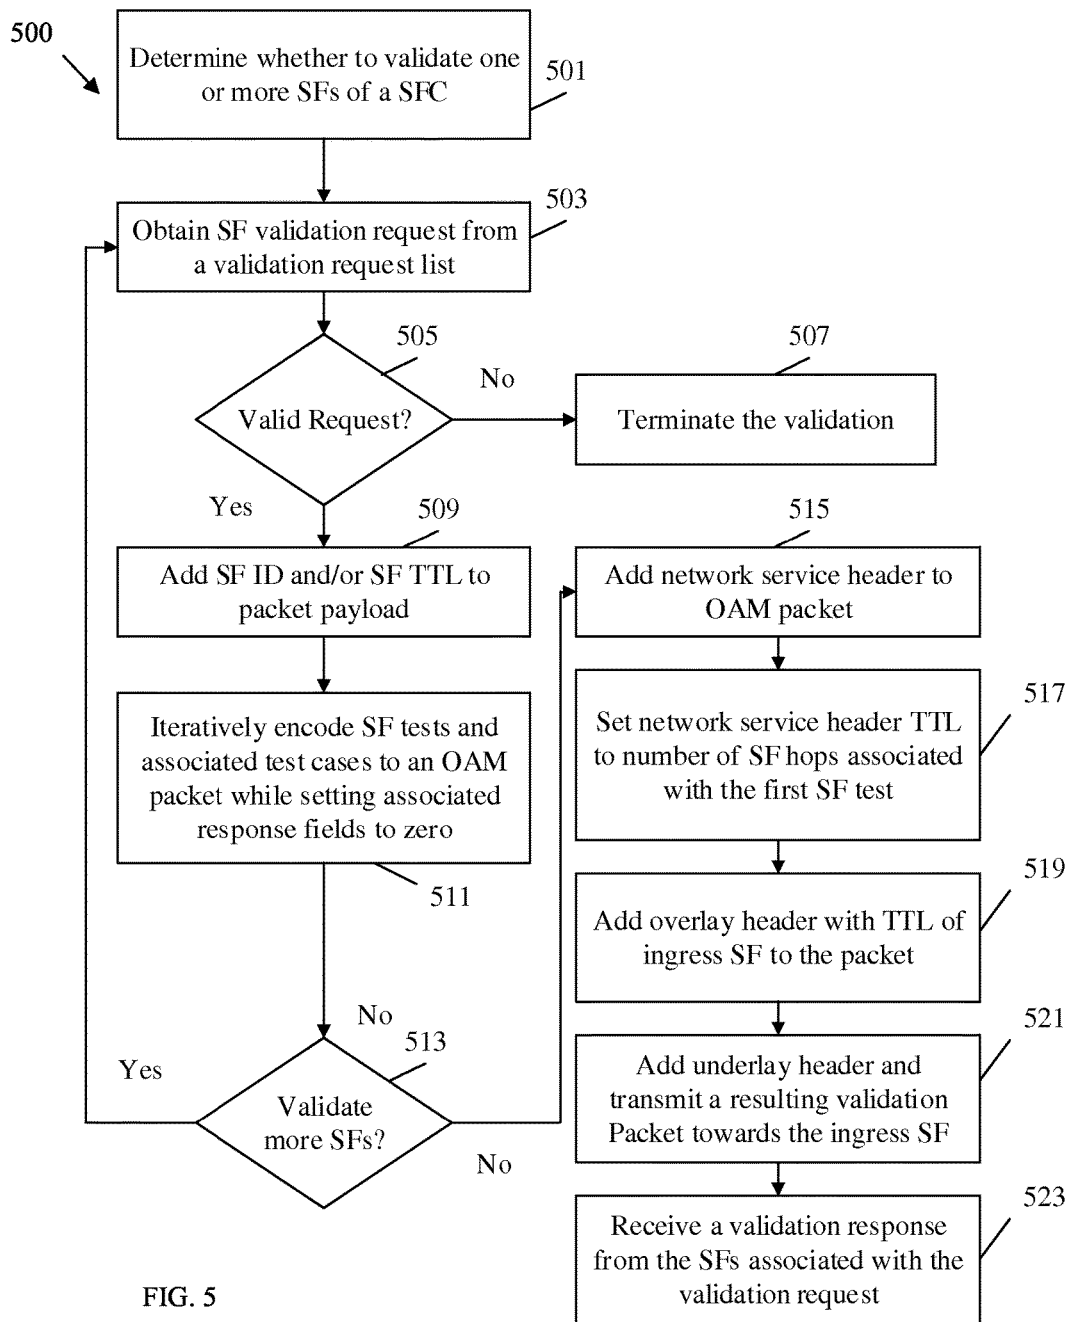 500
Determine whether to validate one
or more SFs of a SFC
501
503
Obtain SF validation request from
a validation request list
505
Valid Request?
No
507
Terminate the validation
Yes
509
Add SF ID and/or SF TTL to
packet payload
Iteratively encode SF tests and
associated test cases to an OAM
packet while setting associated
response fields to zero
511
No
513
Yes
Validate
more SFs?
No
515
Add network service header to
OAM packet
517
Set network service header TTL
to number of SF hops associated
with the first SF test
519
Add overlay header with TTL of
ingress SF to the packet
521
Add underlay header and
transmit a resulting validation
Packet towards the ingress SF
523
Receive a validation response
from the SFs associated with the
validation request
FIG. 5